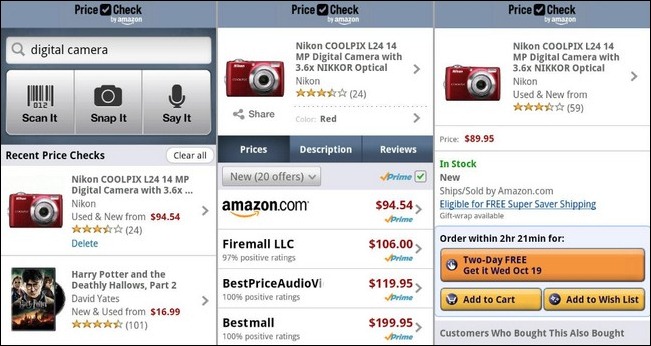 Price Check
by amazon
digital camera
012
Scan It
Snap It
Say It
Recent Price Checks
Clear all
Nikon COOLPIX L24 14 MP
Digital Camera with 3.6x ...
Nikon
Used & New from $94.54
(24)
Delete
Harry Potter and the
Deathly Hallows, Part 2
David Yates
New & Used from $16.99
(101)
Price Check
by amazon
Nikon COOLPIX L24 14
MP Digital Camera with
3.6x NIKKOR Optical
Nikon
(24)
Share
Color: Red
Prices
Description
Reviews
New (20 offers)
Prime
amazon.com
$94.54
Prime
Firemall LLC
$106.00
97% positive ratings
Prime
BestPriceAudioVi
$119.95
100% positive ratings
Prime
Bestmall
$199.95
100% positive ratings
Prime
Price Check
by amazon
Nikon COOLPIX L24 14
MP Digital Camera with
3.6x NIKKOR Optical
Nikon
Used & New from
(59)
Price: $89.95
In Stock
New
Ships/Sold by Amazon.com
Eligible for FREE Super Saver Shipping
Gift-wrap available
Order within 2hr 21min for:
Two-Day FREE
Get it Wed Oct 19
Add to Cart
Add to Wish List
Customers Who Bought This Also Bought